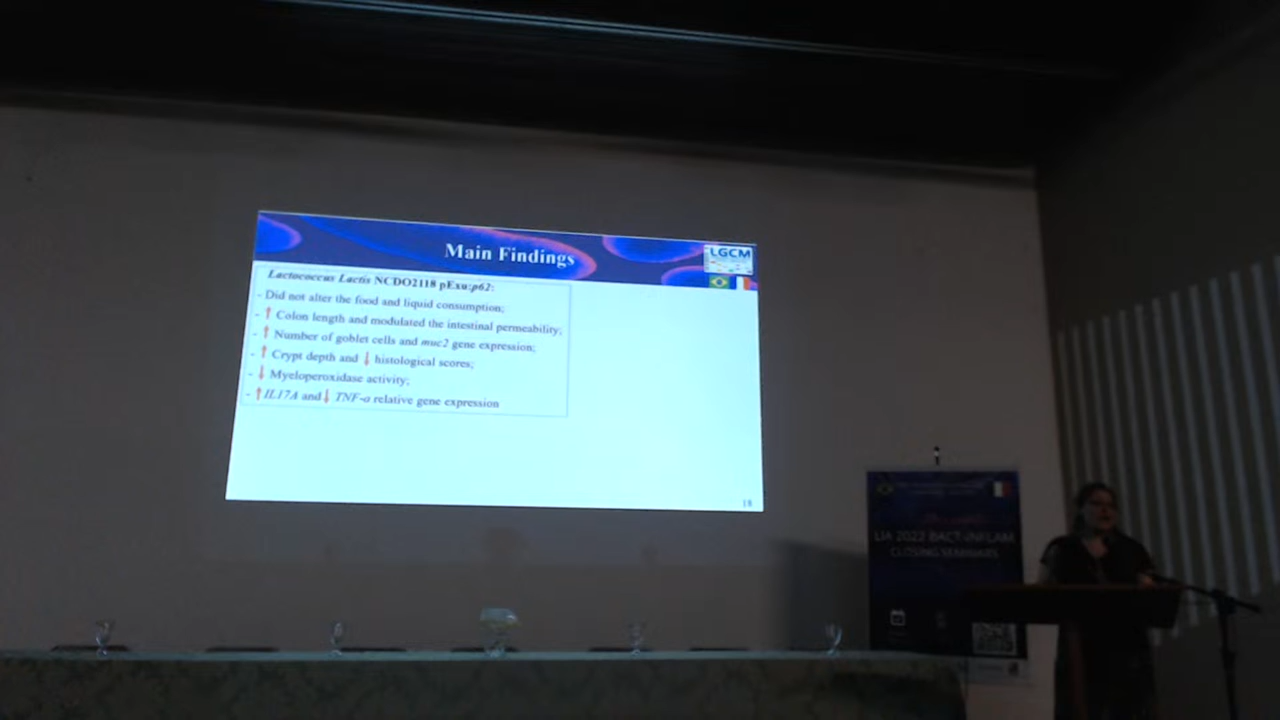 Main Findings
LGCM
Lactococcus Lactis NCDO2118 pExu:p62:
- Did not alter the food and liquid consumption;
- ↑ Colon length and modulated the intestinal permeability;
- ↑ Number of goblet cells and muc2 gene expression;
- ↑ Crypt depth and ↓ histological scores;
- ↓ Myeloperoxidase activity;
- ↑ IL17A and ↓ TNF-α relative gene expression
18
LIA 2022 BACT-INFLAM
CLOSING SEMINARS